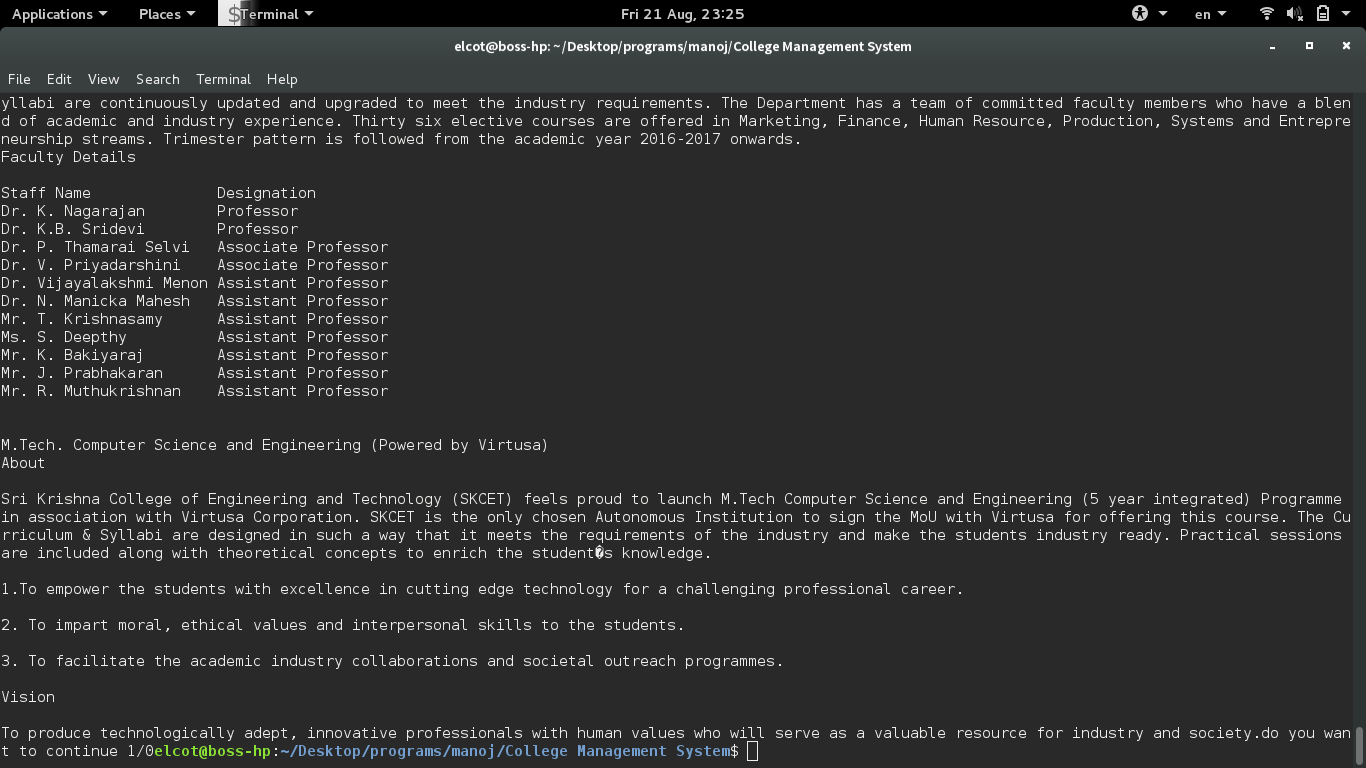 Applications Places Terminal Fri 21 Aug, 23:25 en
elcot@boss-hp: ~/Desktop/programs/manoj/College Management System
File Edit View Search Terminal Help
yllabi are continuously updated and upgraded to meet the industry requirements. The Department has a team of committed faculty members who have a blen
d of academic and industry experience. Thirty six elective courses are offered in Marketing, Finance, Human Resource, Production, Systems and Entrepre
neurship streams. Trimester pattern is followed from the academic year 2016-2017 onwards.
Faculty Details
Staff Name Designation
Dr. K. Nagarajan Professor
Dr. K.B. Sridevi Professor
Dr. P. Thamarai Selvi Associate Professor
Dr. V. Priyadarshini Associate Professor
Dr. Vijayalakshmi Menon Assistant Professor
Dr. N. Manicka Mahesh Assistant Professor
Mr. T. Krishnasamy Assistant Professor
Ms. S. Deepthy Assistant Professor
Mr. K. Bakiyaraj Assistant Professor
Mr. J. Prabhakaran Assistant Professor
Mr. R. Muthukrishnan Assistant Professor
M.Tech. Computer Science and Engineering (Powered by Virtusa)
About
Sri Krishna College of Engineering and Technology (SKCET) feels proud to launch M.Tech Computer Science and Engineering (5 year integrated) Programme
in association with Virtusa Corporation. SKCET is the only chosen Autonomous Institution to sign the MoU with Virtusa for offering this course. The Cu
rriculum & Syllabi are designed in such a way that it meets the requirements of the industry and make the students industry ready. Practical sessions
are included along with theoretical concepts to enrich the student�s knowledge.
1.To empower the students with excellence in cutting edge technology for a challenging professional career.
2. To impart moral, ethical values and interpersonal skills to the students.
3. To facilitate the academic industry collaborations and societal outreach programmes.
Vision
To produce technologically adept, innovative professionals with human values who will serve as a valuable resource for industry and society.do you wan
t to continue 1/0elcot@boss-hp:~/Desktop/programs/manoj/College Management System$